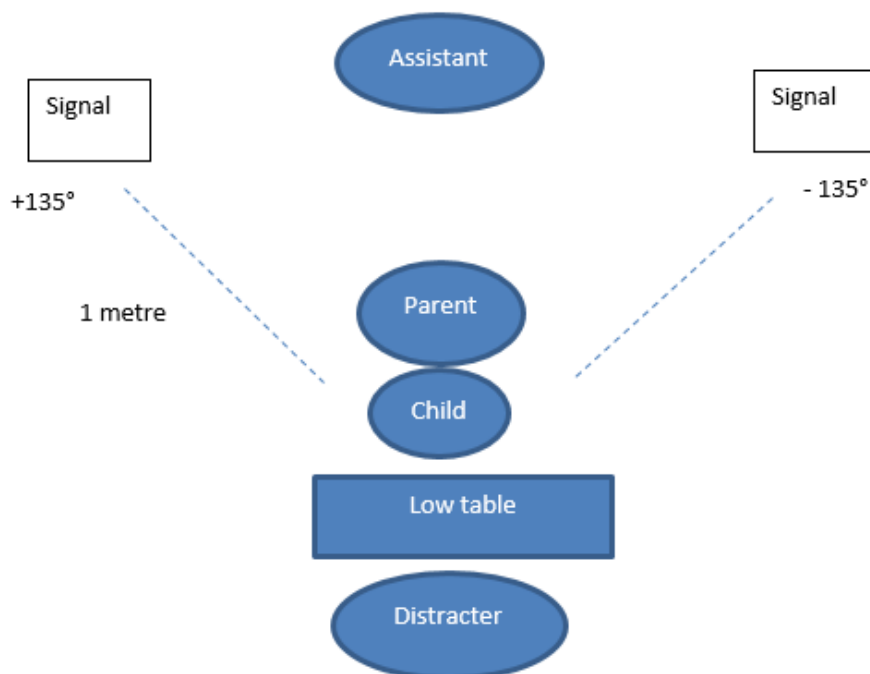 Assistant
Signal
Signal
+135°
- 135°
Parent
1 metre
Child
Low table
Distracter